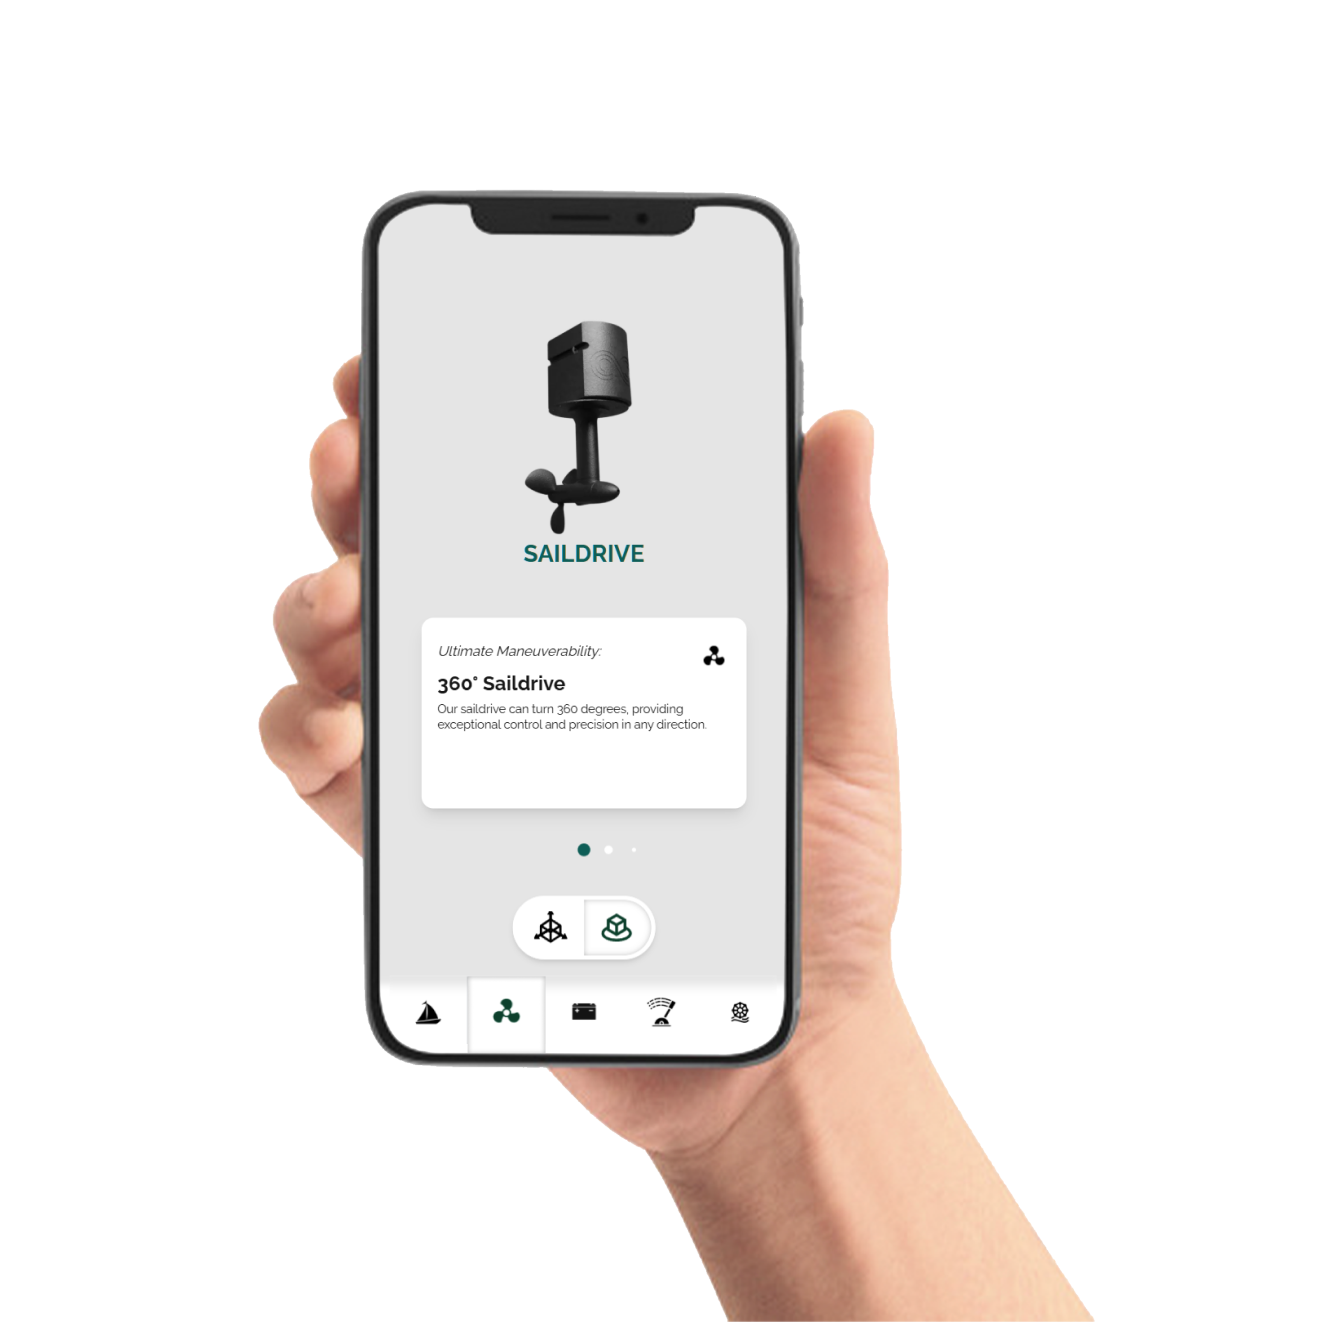 SAILDRIVE
Ultimate Maneuverability:
360° Saildrive
Our saildrive can turn 360 degrees, providing
exceptional control and precision in any direction.